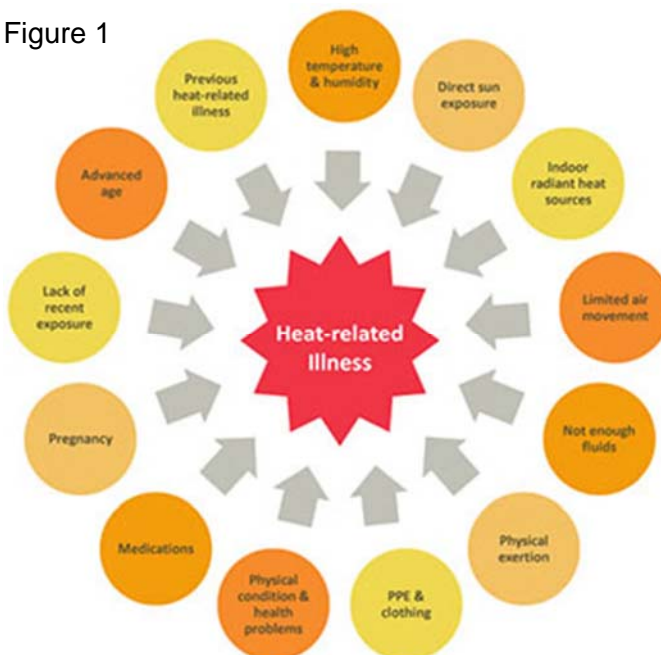 Figure 1
High
temperature
& humidity
Direct sun
exposure
Indoor
radiant heat
sources
Limited air
movement
Not enough
fluids
Physical
exertion
PPE &
clothing
Physical
condition &
health
problems
Medications
Pregnancy
Lack of
recent
exposure
Advanced
age
Previous
heat-related
illness
Heat-related
Illness